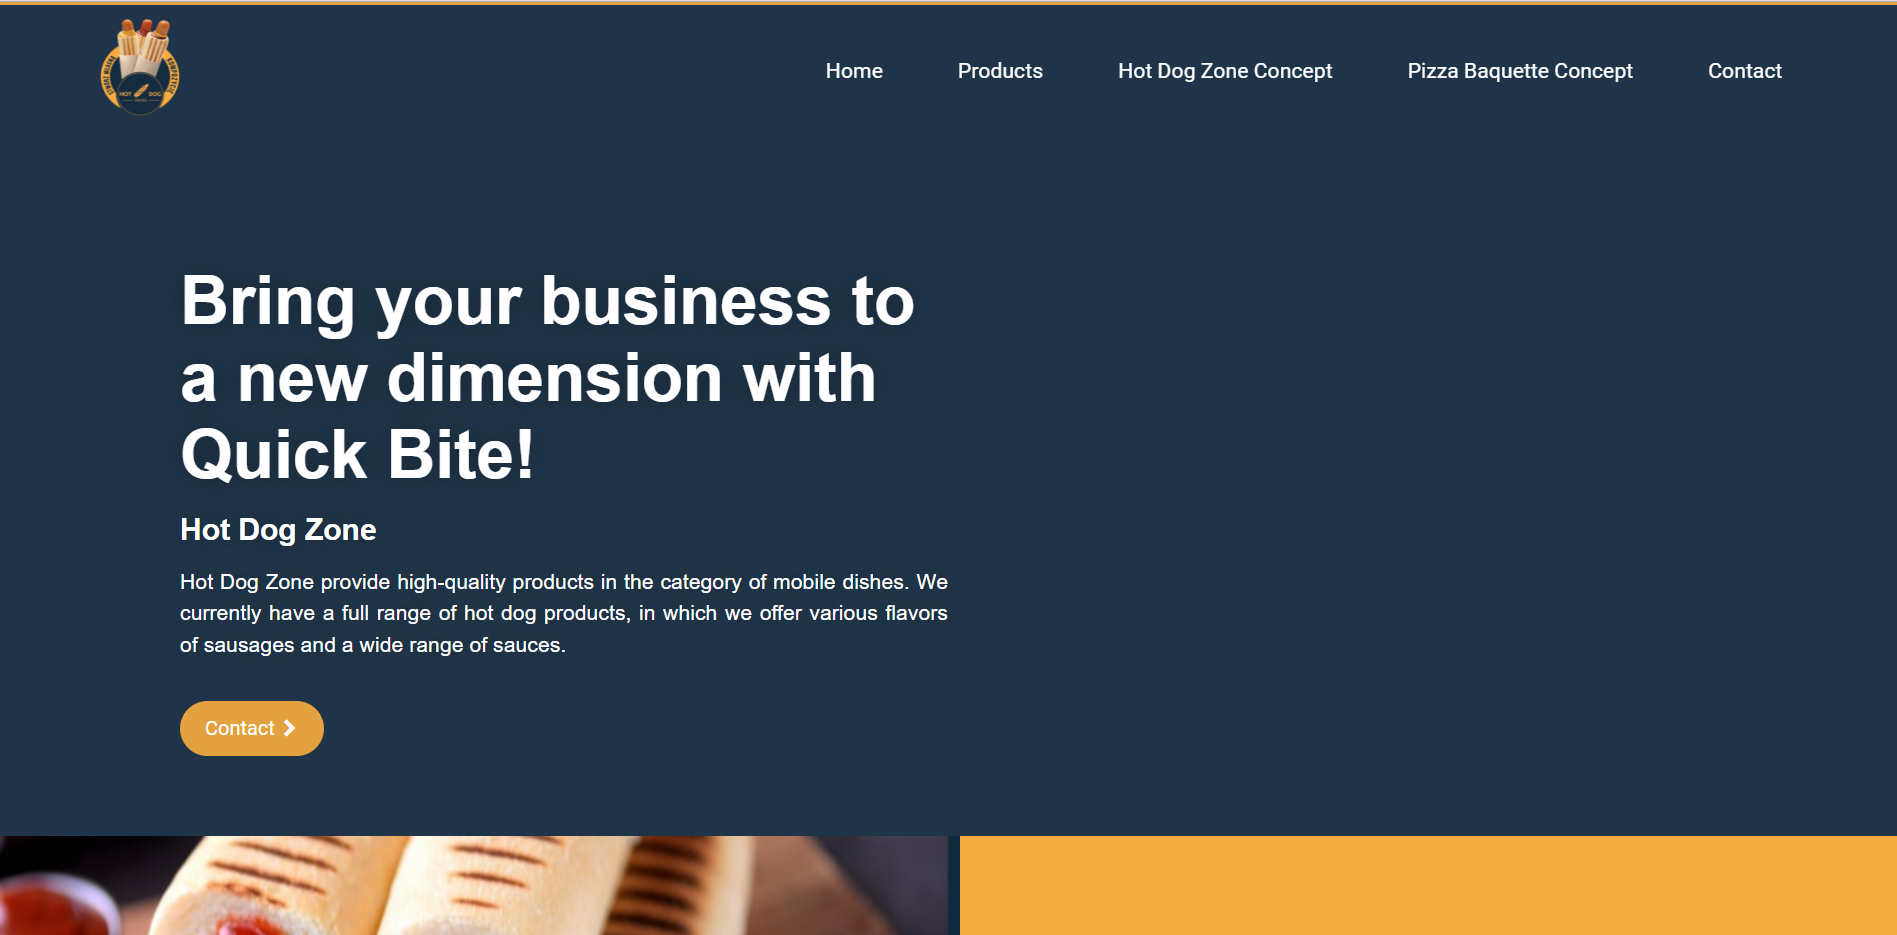 HOT DOG
Home
Products
Hot Dog Zone Concept
Pizza Baquette Concept
Contact
Bring your business to
a new dimension with
Quick Bite!
Hot Dog Zone
Hot Dog Zone provide high-quality products in the category of mobile dishes. We
currently have a full range of hot dog products, in which we offer various flavors
of sausages and a wide range of sauces.
Contact